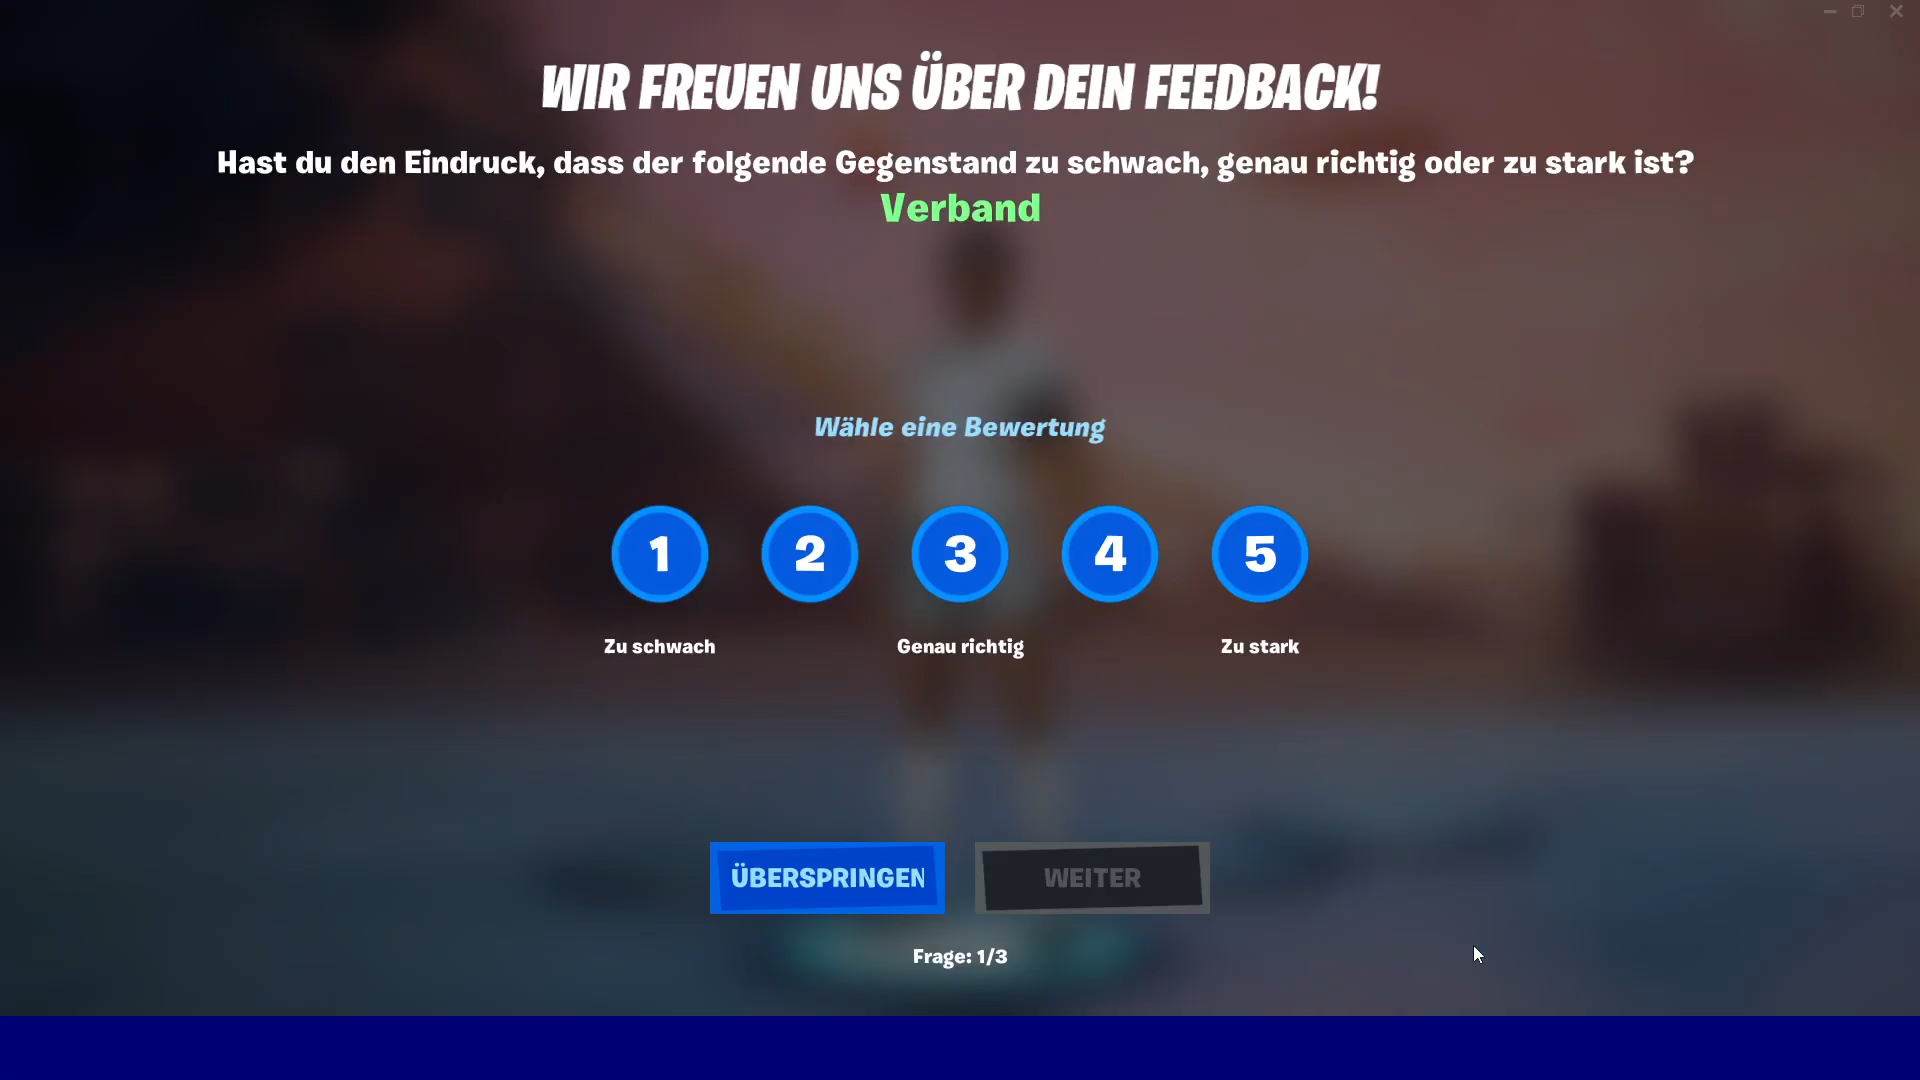 WIR FREUEN UNS ÜBER DEIN FEEDBACK!
Hast du den Eindruck, dass der folgende Gegenstand zu schwach, genau richtig oder zu stark ist?
Verband
Wähle eine Bewertung
1 2 3 4 5
Zu schwach Genau richtig Zu stark
ÜBERSPRINGEN WEITER
Frage: 1/3